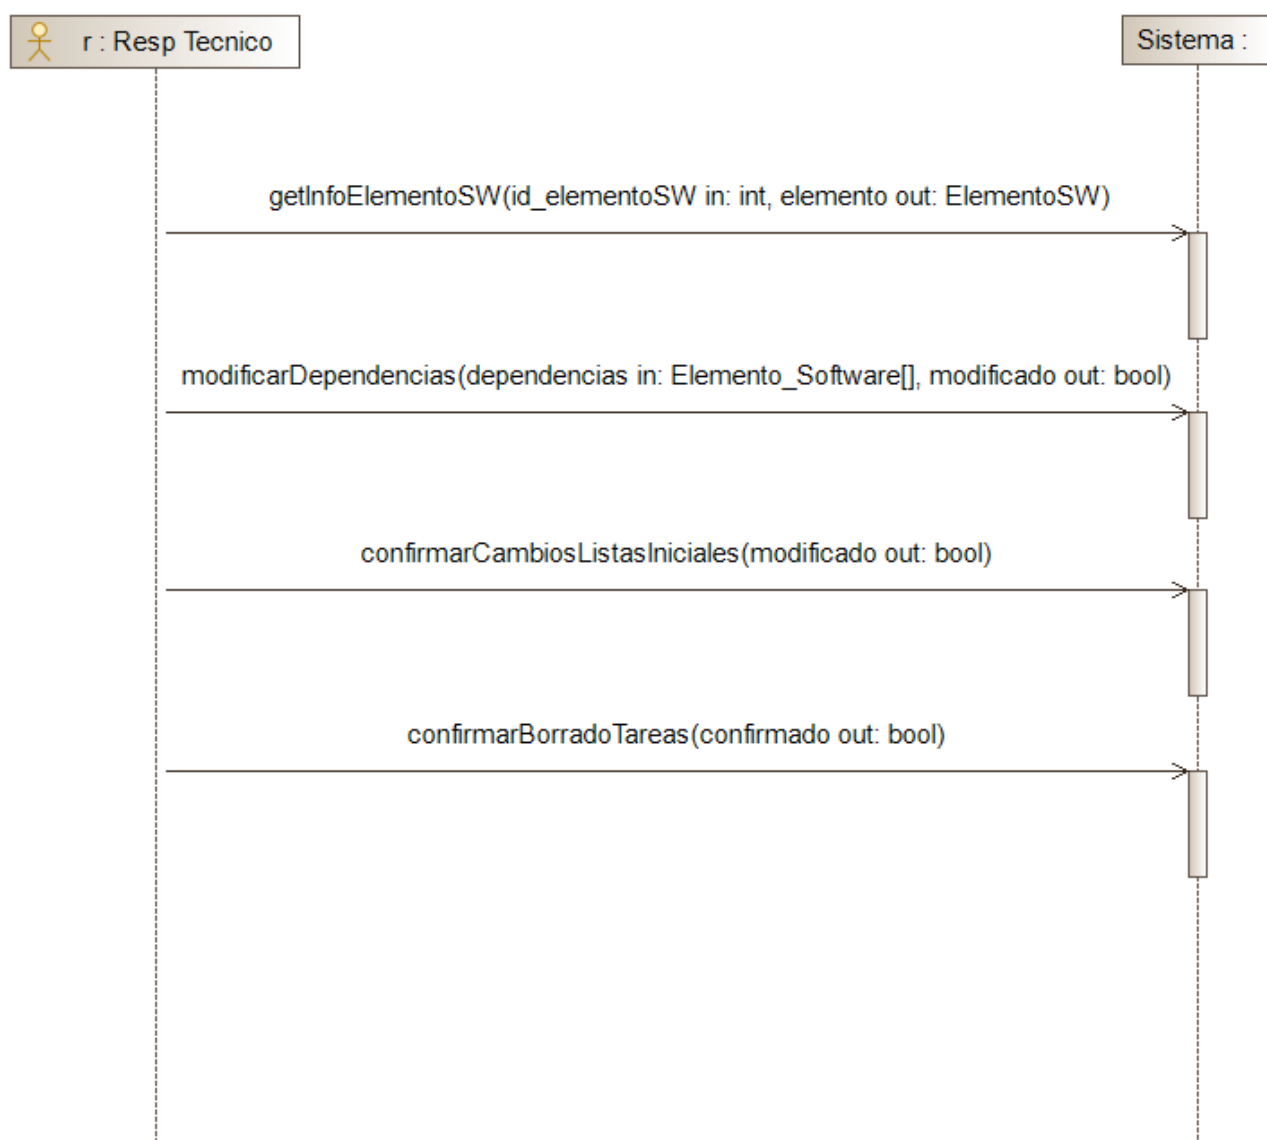 r : Resp Tecnico
Sistema :
getInfoElementoSW(id_elementoSW in: int, elemento out: ElementoSW)
modificarDependencias(dependencias in: Elemento_Software[], modificado out: bool)
confirmarCambiosListasIniciales(modificado out: bool)
confirmarBorradoTareas(confirmado out: bool)